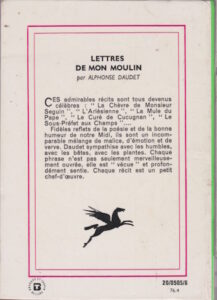 LETTRES
DE MON MOULIN
par ALPHONSE DAUDET
CES admirables récits sont tous devenus
célèbres : " La Chèvre de Monsieur
Seguin ", " L'Arlésienne ", " La Mule du
Pape ", " Le Curé de Cucugnan ", " Le
Sous-Préfet aux Champs "...
Fidèles reflets de la poésie et de la bonne
humeur de notre Midi, ils sont un incom-
parable mélange de malice, d'émotion et de
verve. Daudet sympathise avec les humbles,
avec les bêtes, avec les plantes. Chaque
phrase n'est pas seulement merveilleuse-
ment ouvrée, elle est " vécue " et profon-
dément sentie. Chaque récit est un petit
chef-d'œuvre.
20/0505/6
76.4